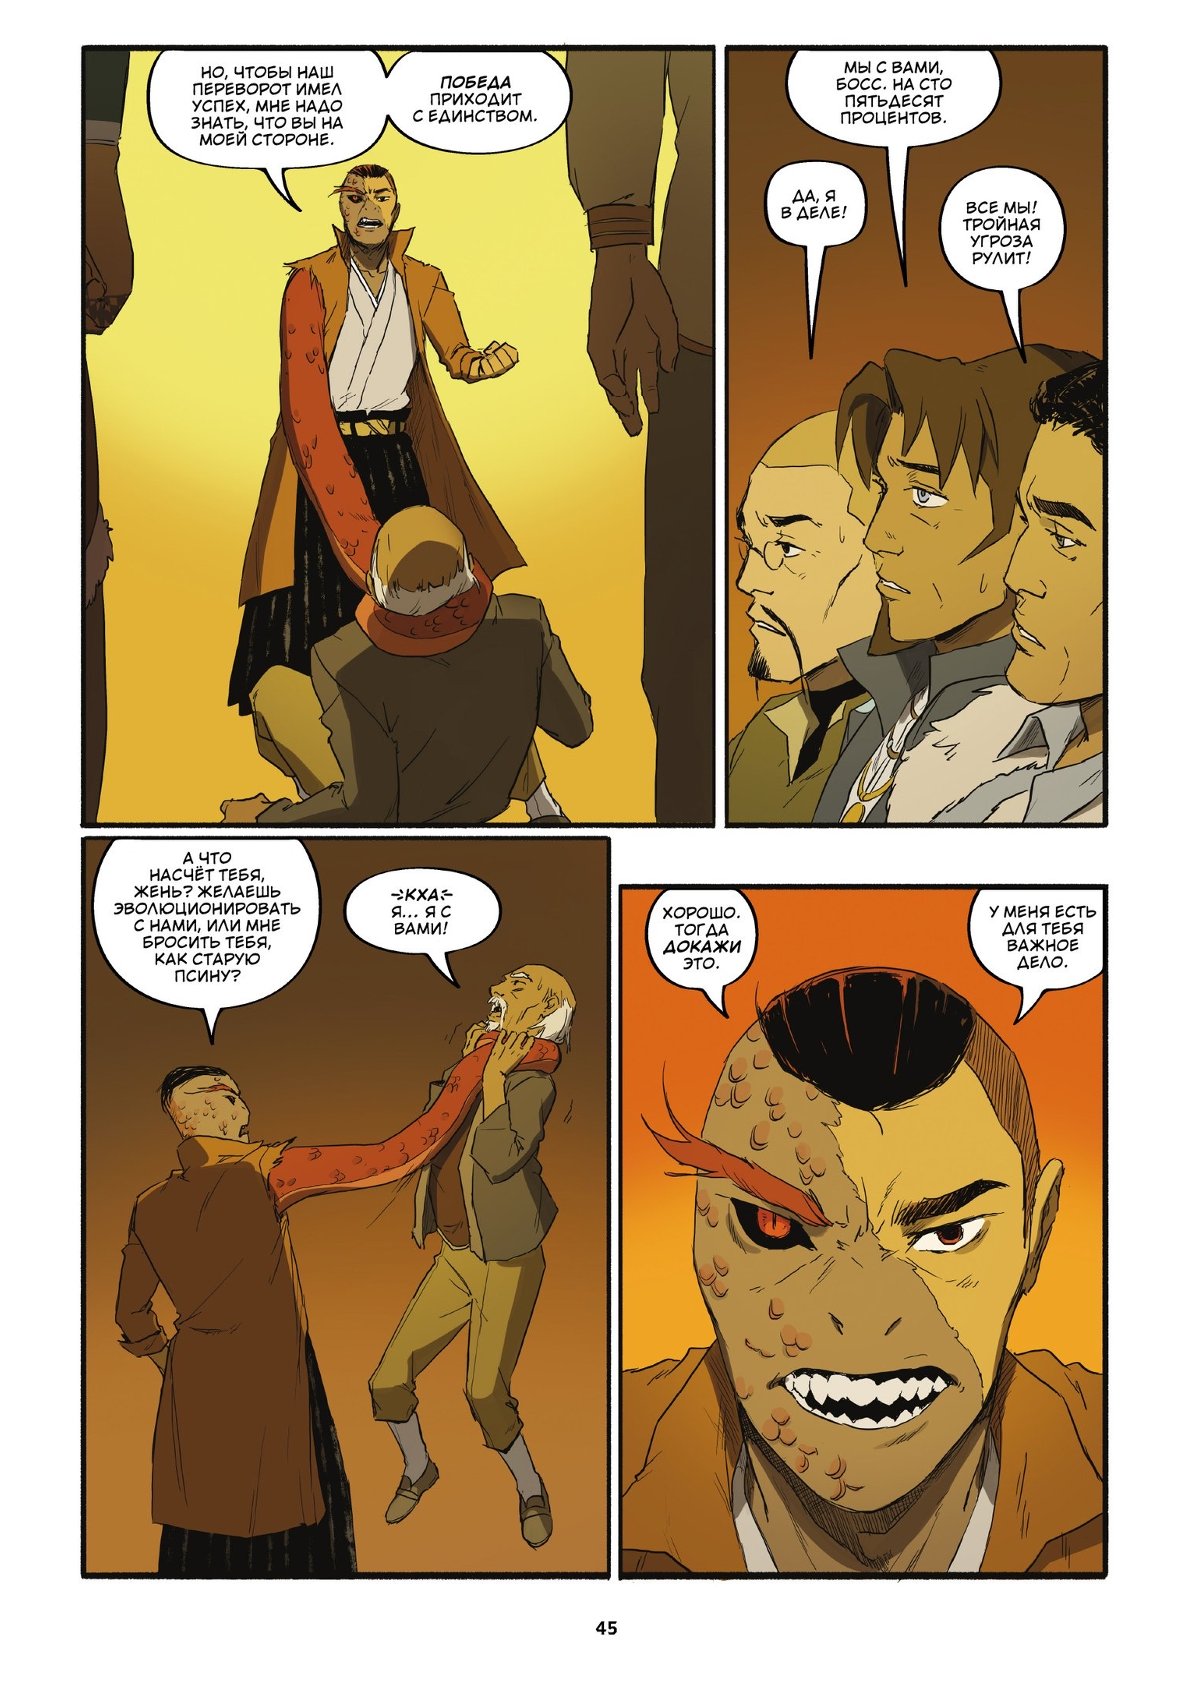 НО, ЧТОБЫ НАШ
ПЕРЕВОРОТ ИМЕЛ
УСПЕХ, МНЕ НАДО
ЗНАТЬ, ЧТО ВЫ НА
МОЕЙ СТОРОНЕ.
ПОБЕДА
ПРИХОДИТ
С ЕДИНСТВОМ.
МЫ С ВАМИ,
БОСС. НА СТО
ПЯТЬДЕСЯТ
ПРОЦЕНТОВ.
ДА, Я
В ДЕЛЕ!
ВСЕ МЫ!
ТРОЙНАЯ
УГРОЗА
РУЛИТ!
А ЧТО
НАСЧЁТ ТЕБЯ,
ЖЕНЬ? ЖЕЛАЕШЬ
ЭВОЛЮЦИОНИРОВАТЬ
С НАМИ, ИЛИ МНЕ
БРОСИТЬ ТЕБЯ,
КАК СТАРУЮ
ПСИНУ?
КХА
Я... Я С
ВАМИ!
ХОРОШО.
ТОГДА
ДОКАЖИ
ЭТО.
У МЕНЯ ЕСТЬ
ДЛЯ ТЕБЯ
ВАЖНОЕ
ДЕЛО.
45